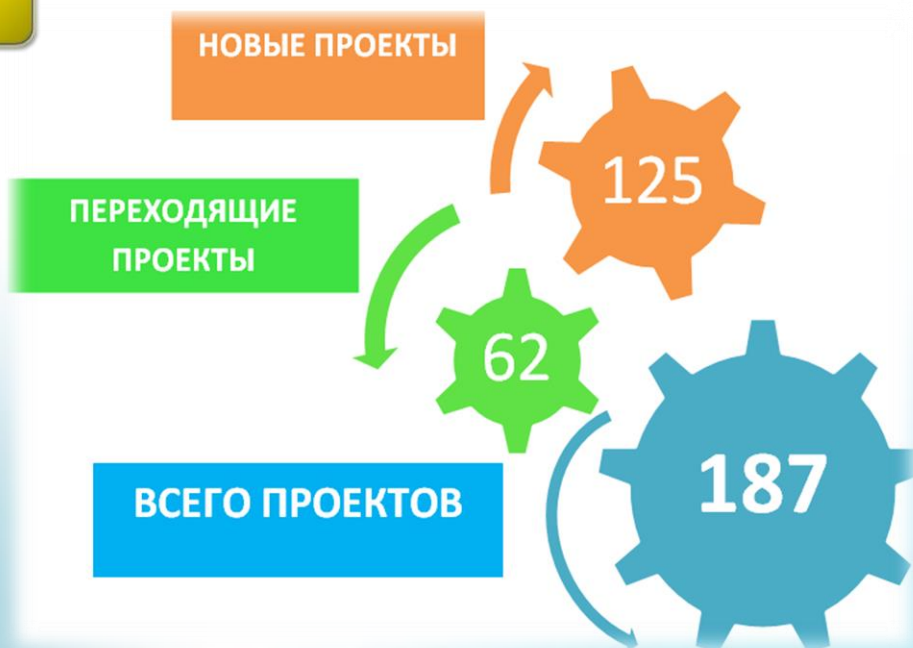 НОВЫЕ ПРОЕКТЫ
125
ПЕРЕХОДЯЩИЕ
ПРОЕКТЫ
62
ВСЕГО ПРОЕКТОВ
187